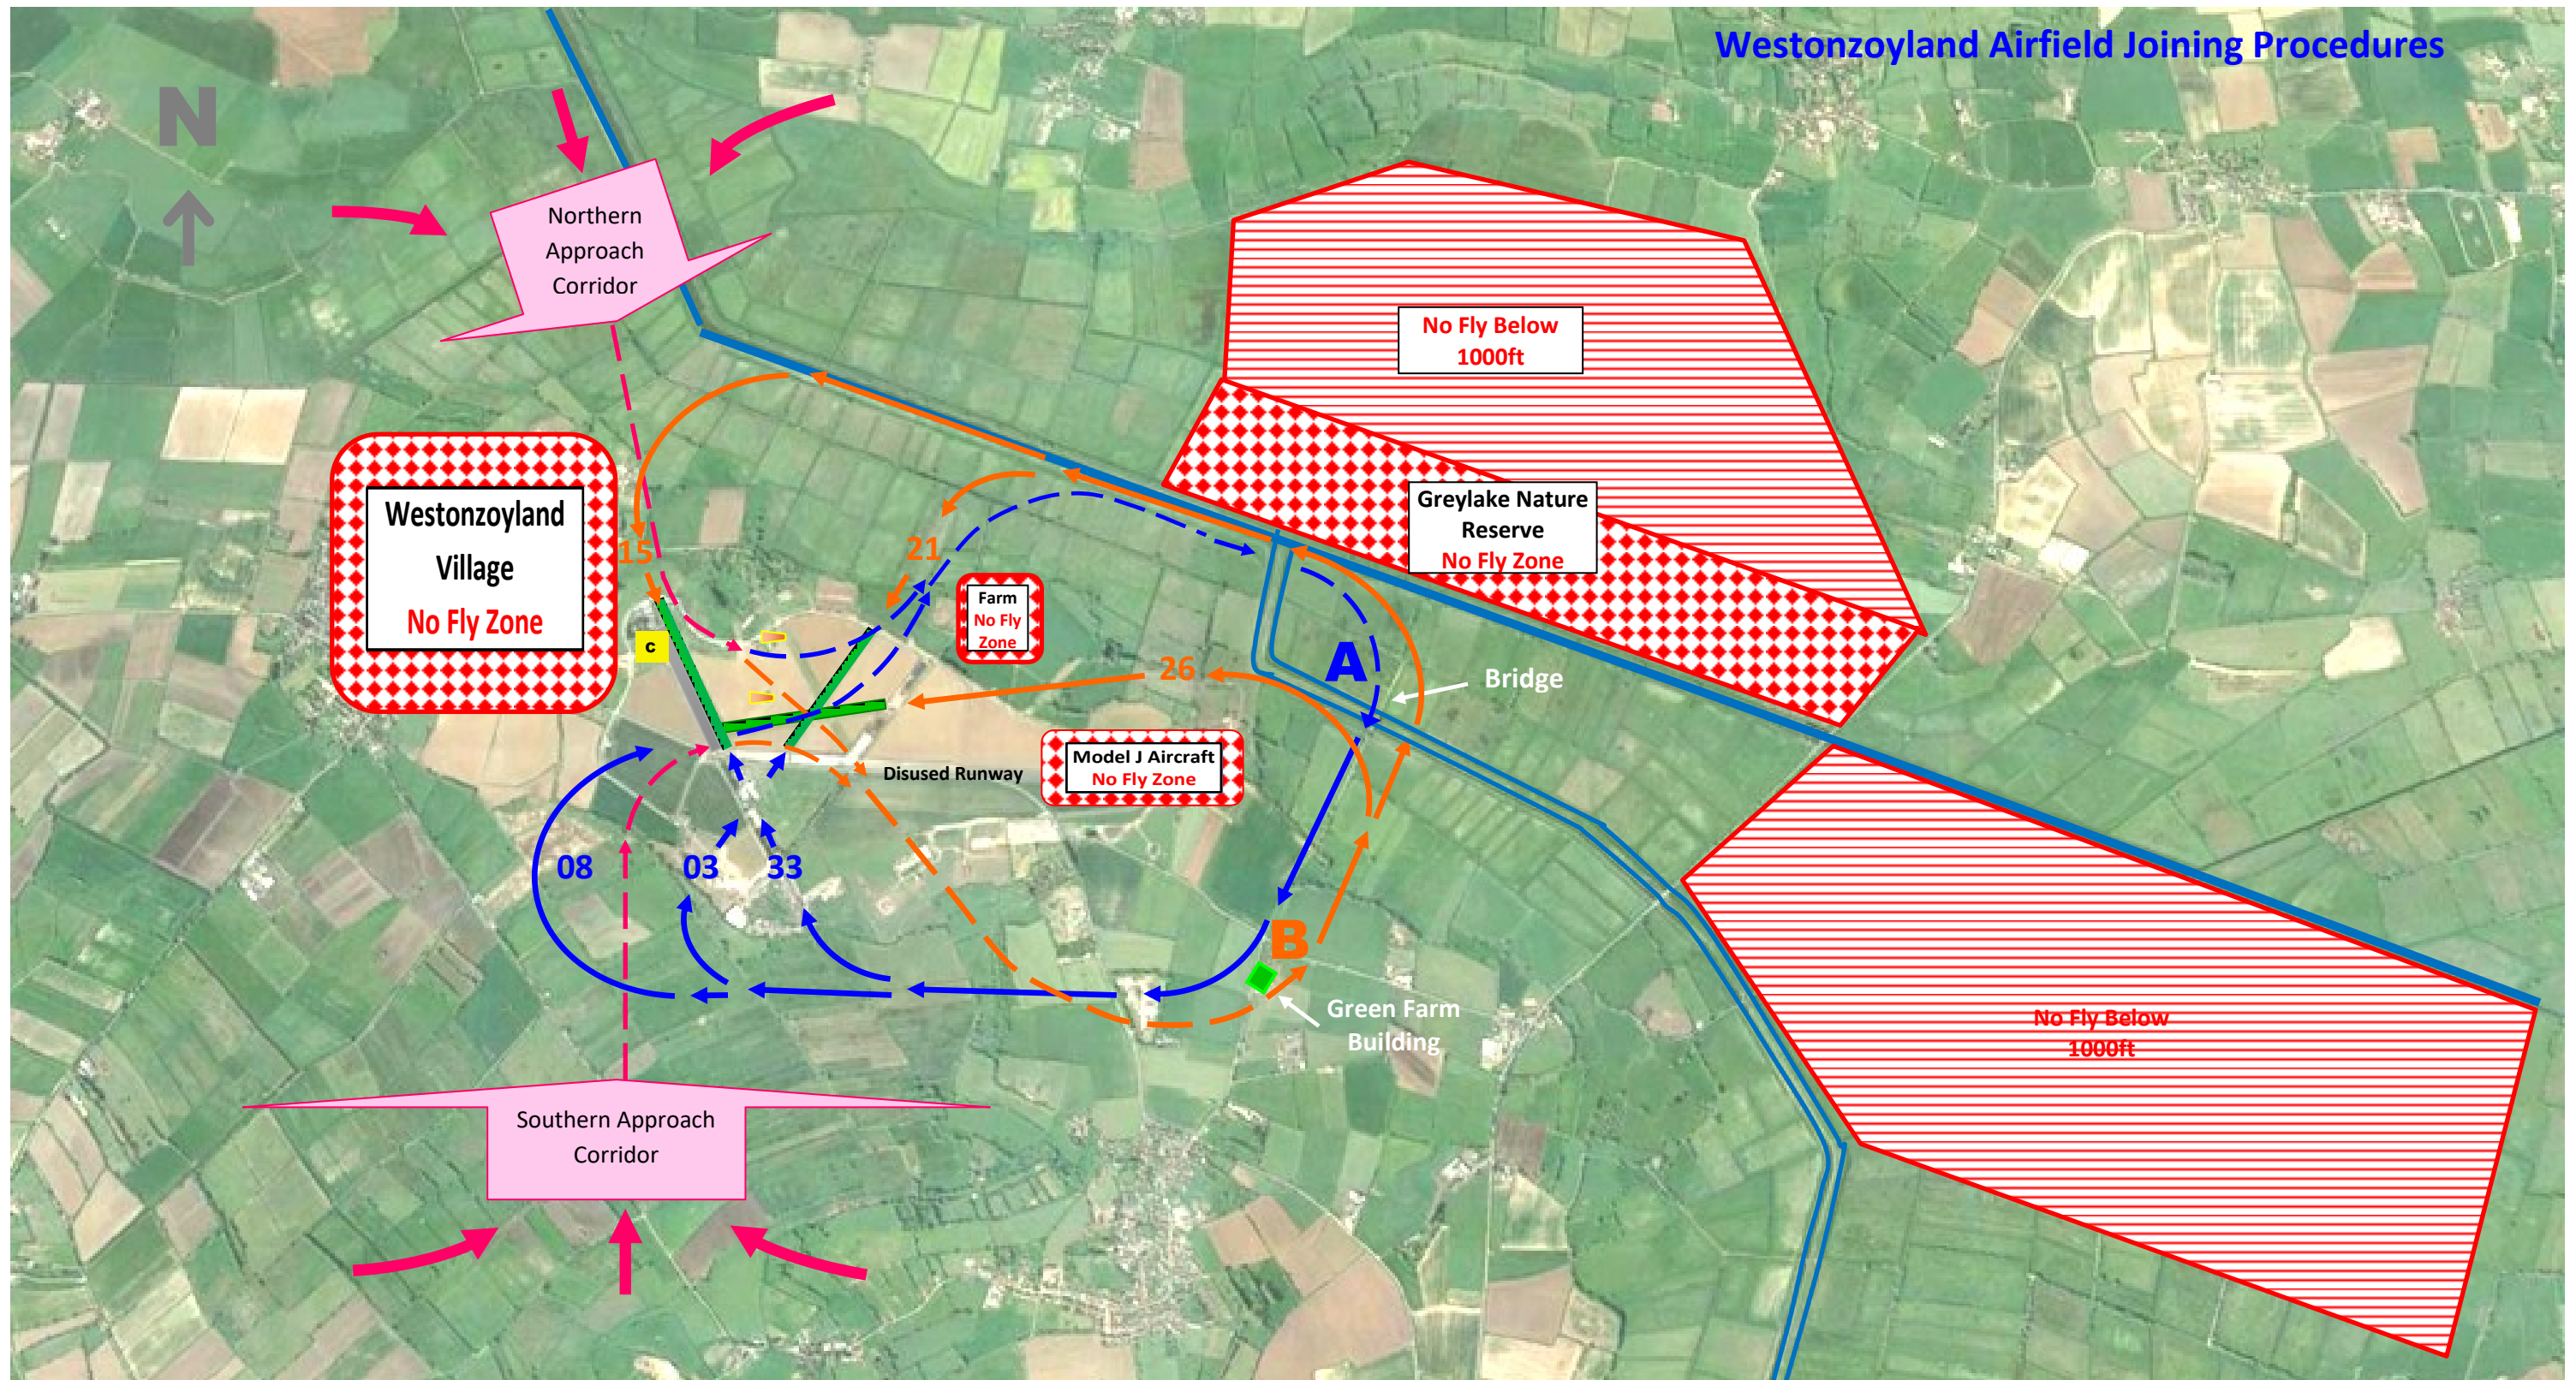 Westonzoyland Airfield Joining Procedures
N
Northern
Approach
Corridor
No Fly Below
1000ft
Westonzoyland
Village
No Fly Zone
Greylake Nature
Reserve
No Fly Zone
15
21
Farm
No Fly
Zone
c
26
A
Bridge
Model J Aircraft
No Fly Zone
Disused Runway
08
03
33
B
Green Farm
Building
No Fly Below
1000ft
Southern Approach
Corridor